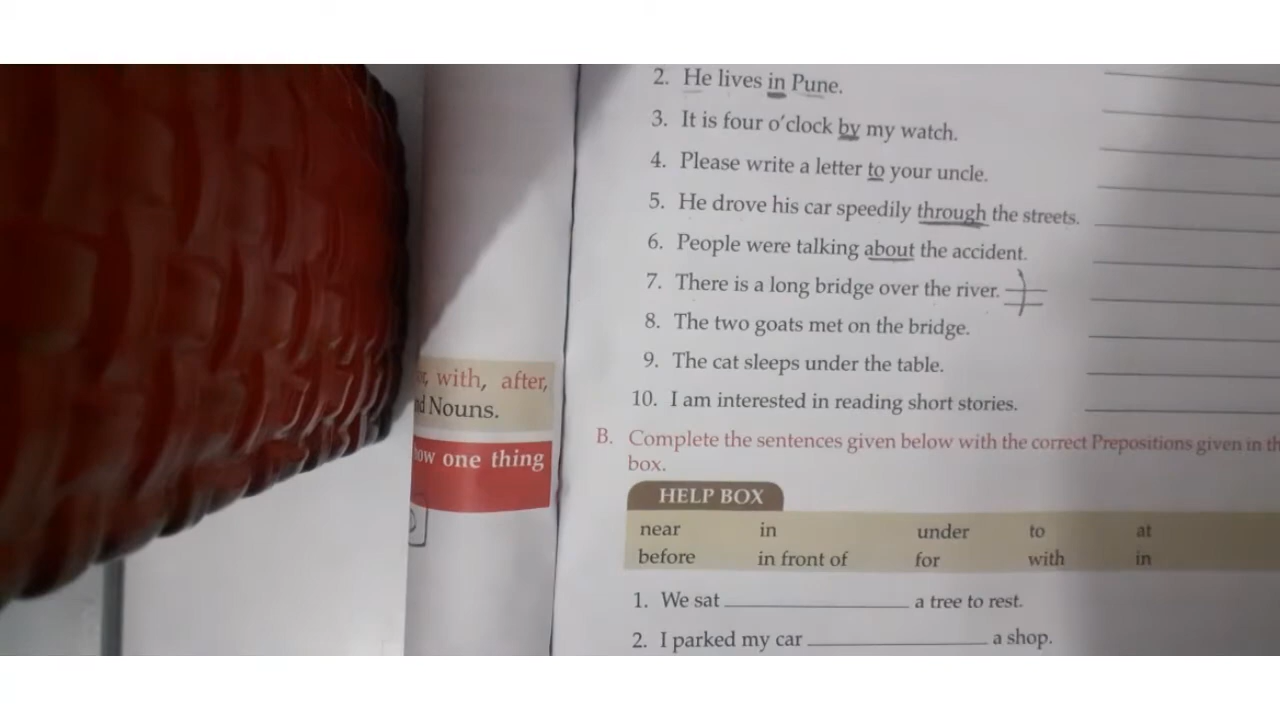 2. He lives in Pune.
3. It is four o'clock by my watch.
4. Please write a letter to your uncle.
5. He drove his car speedily through the streets.
6. People were talking about the accident.
7. There is a long bridge over the river.
8. The two goats met on the bridge.
9. The cat sleeps under the table.
10. I am interested in reading short stories.
with, after,
Nouns.
one thing
B. Complete the sentences given below with the correct Prepositions given in
box.
HELP BOX
near in under to at
before in front of for with in
1. We sat ____________ a tree to rest.
2. I parked my car ____________ a shop.